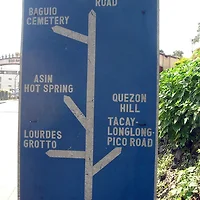 ROAD
BAGUIO
CEMETERY
ASIN
HOT SPRING
QUEZON
HILL
TACAY-
LONGLONG-
PICO ROAD
LOURDES
GROTTO